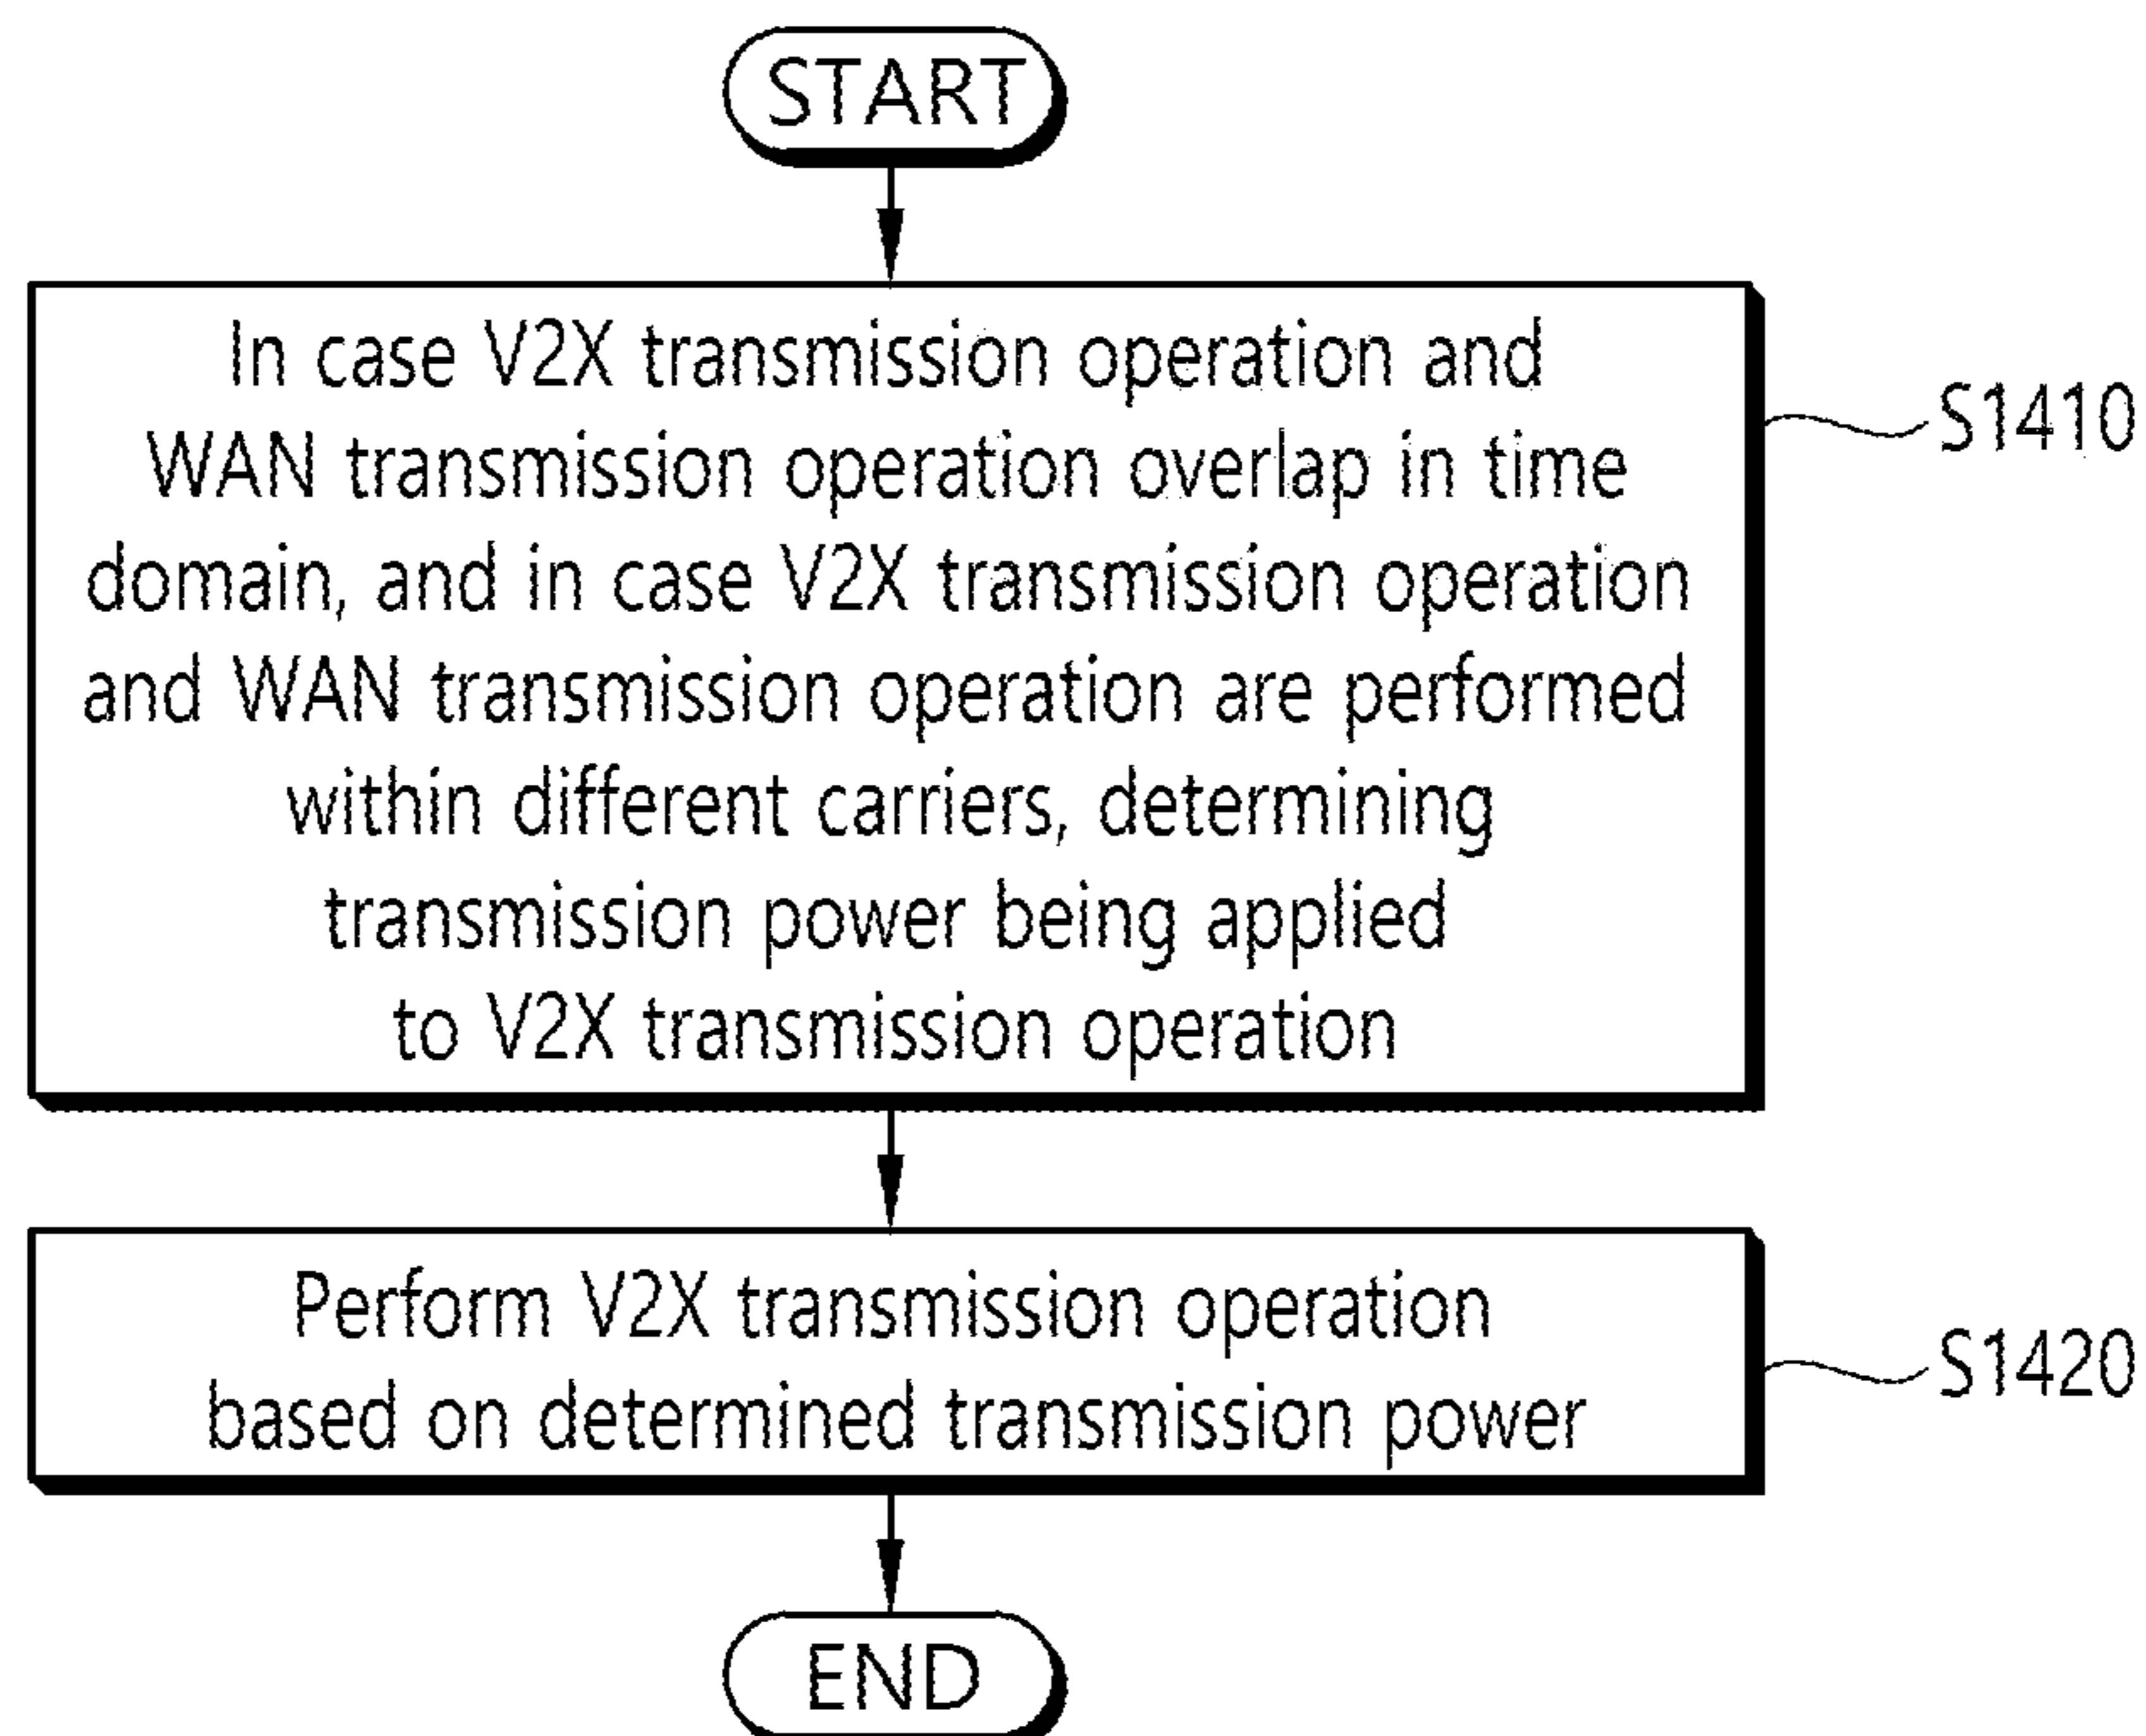 START
In case V2X transmission operation and
WAN transmission operation overlap in time
domain, and in case V2X transmission operation
and WAN transmission operation are performed
within different carriers, determining
transmission power being applied
to V2X transmission operation
S1410
Perform V2X transmission operation
based on determined transmission power
S1420
END